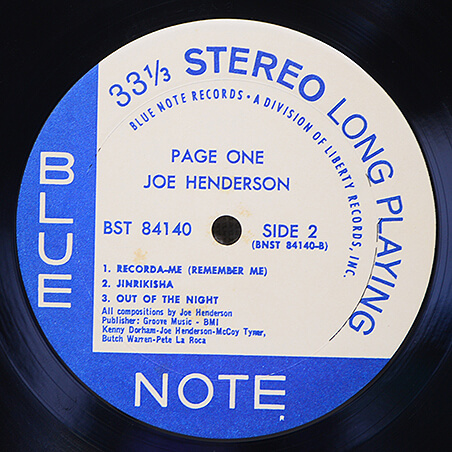 33 1/3 STEREO LONG PLAYING
BLUE NOTE RECORDS • A DIVISION OF LIBERTY RECORDS, INC.
PAGE ONE
JOE HENDERSON
BST 84140
SIDE 2
(BNST 84140-B)
1. RECORDA-ME (REMEMBER ME)
2. JINRIKISHA
3. OUT OF THE NIGHT
All compositions by Joe Henderson
Publisher: Groove Music - BMI
Kenny Dorham-Joe Henderson-McCoy Tyner,
Butch Warren-Pete La Roca
BLUE
NOTE